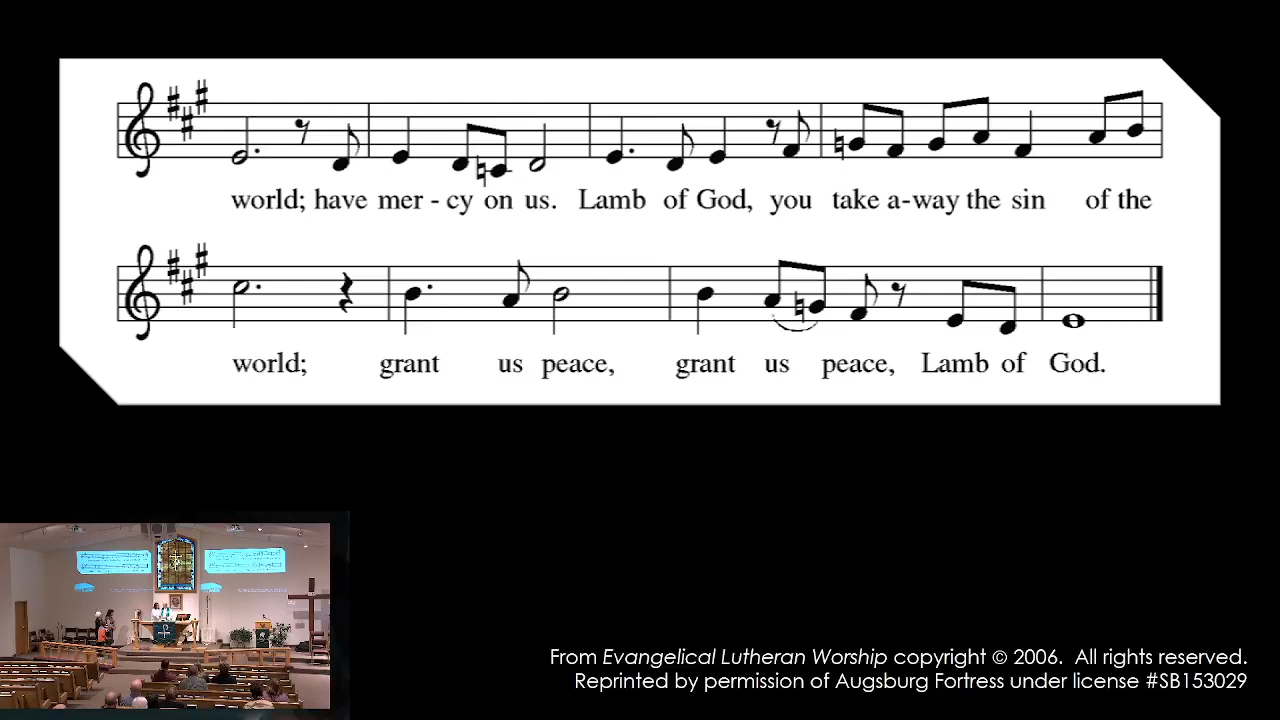 world; have mer - cy on us. Lamb of God, you take a-way the sin of the
world; grant us peace, grant us peace, Lamb of God.
From Evangelical Lutheran Worship copyright © 2006. All rights reserved.
Reprinted by permission of Augsburg Fortress under license #SB153029